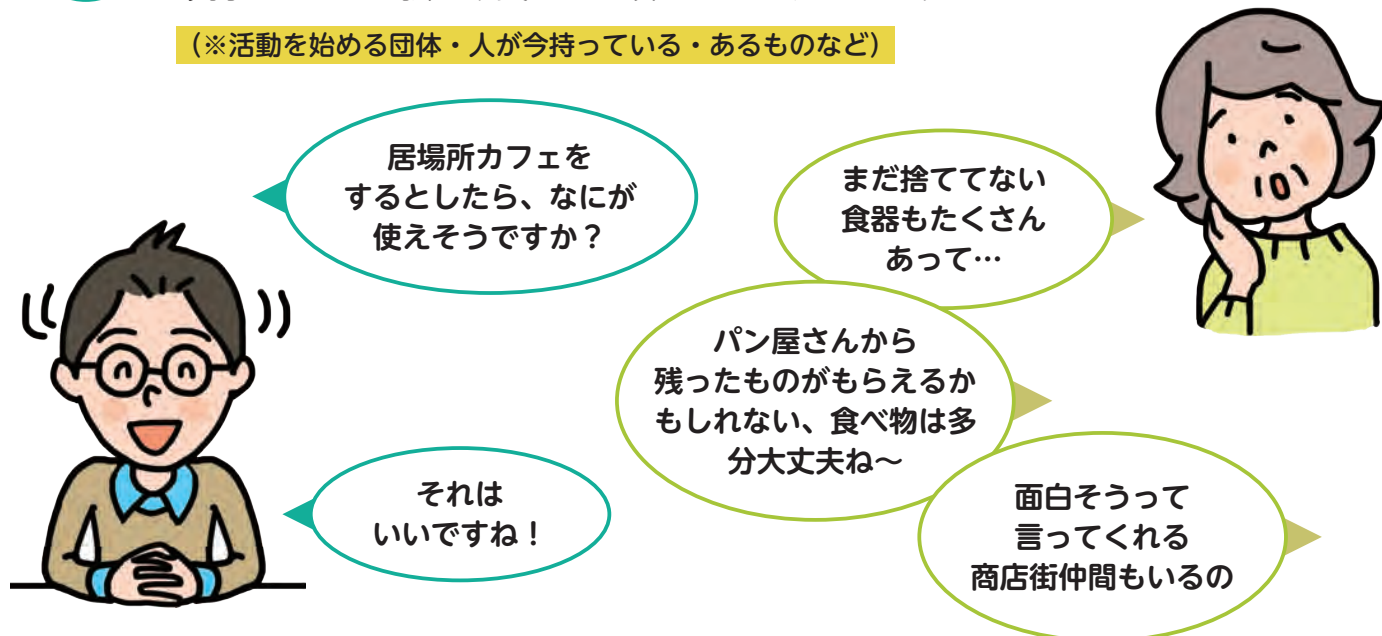 （※活動を始める団体・人が今持っている・あるものなど）
居場所カフェを
するとしたら、なにが
使えそうですか？
まだ捨ててない
食器もたくさん
あって…
パン屋さんから
残ったものがもらえるか
もしれない、食べ物は多
分大丈夫ね～
それは
いいですね！
面白そうって
言ってくれる
商店街仲間もいるの